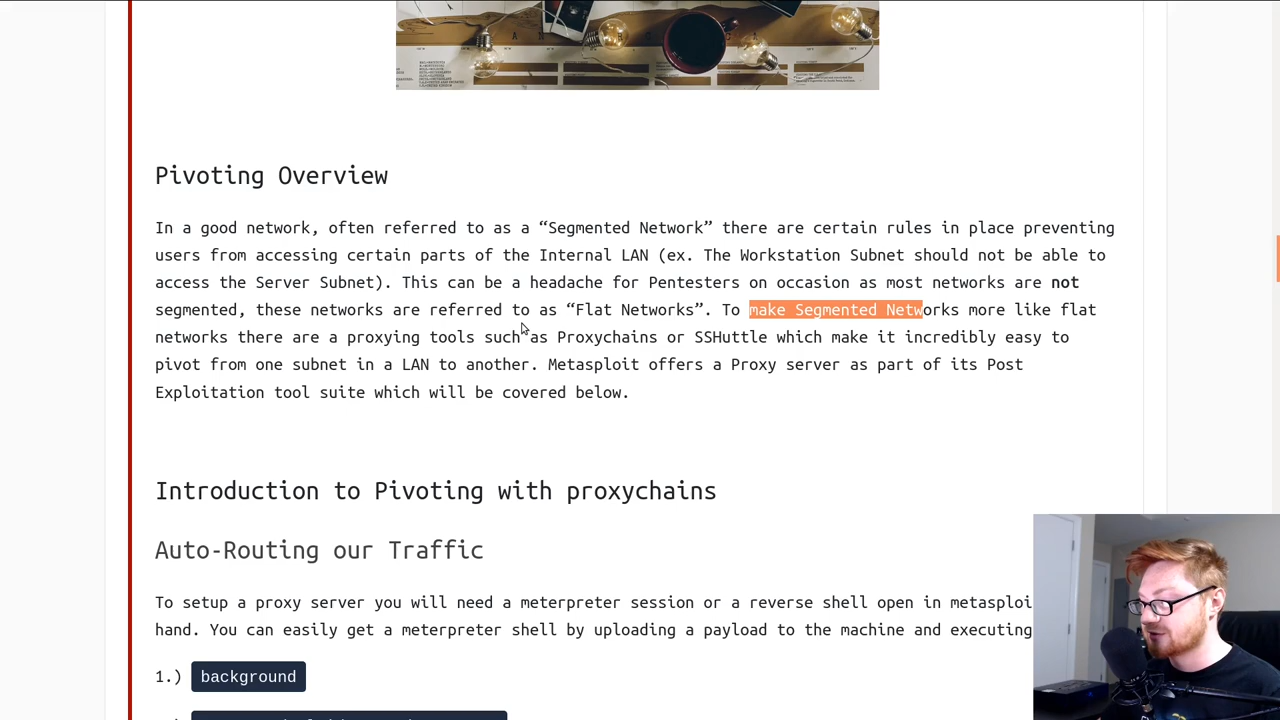 Pivoting Overview
In a good network, often referred to as a “Segmented Network” there are certain rules in place preventing
users from accessing certain parts of the Internal LAN (ex. The Workstation Subnet should not be able to
access the Server Subnet). This can be a headache for Pentesters on occasion as most networks are not
segmented, these networks are referred to as “Flat Networks”. To make Segmented Networks more like flat
networks there are a proxying tools such as Proxychains or SSHuttle which make it incredibly easy to
pivot from one subnet in a LAN to another. Metasploit offers a Proxy server as part of its Post
Exploitation tool suite which will be covered below.
Introduction to Pivoting with proxychains
Auto-Routing our Traffic
To setup a proxy server you will need a meterpreter session or a reverse shell open in metasploi
hand. You can easily get a meterpreter shell by uploading a payload to the machine and executing
1.) background